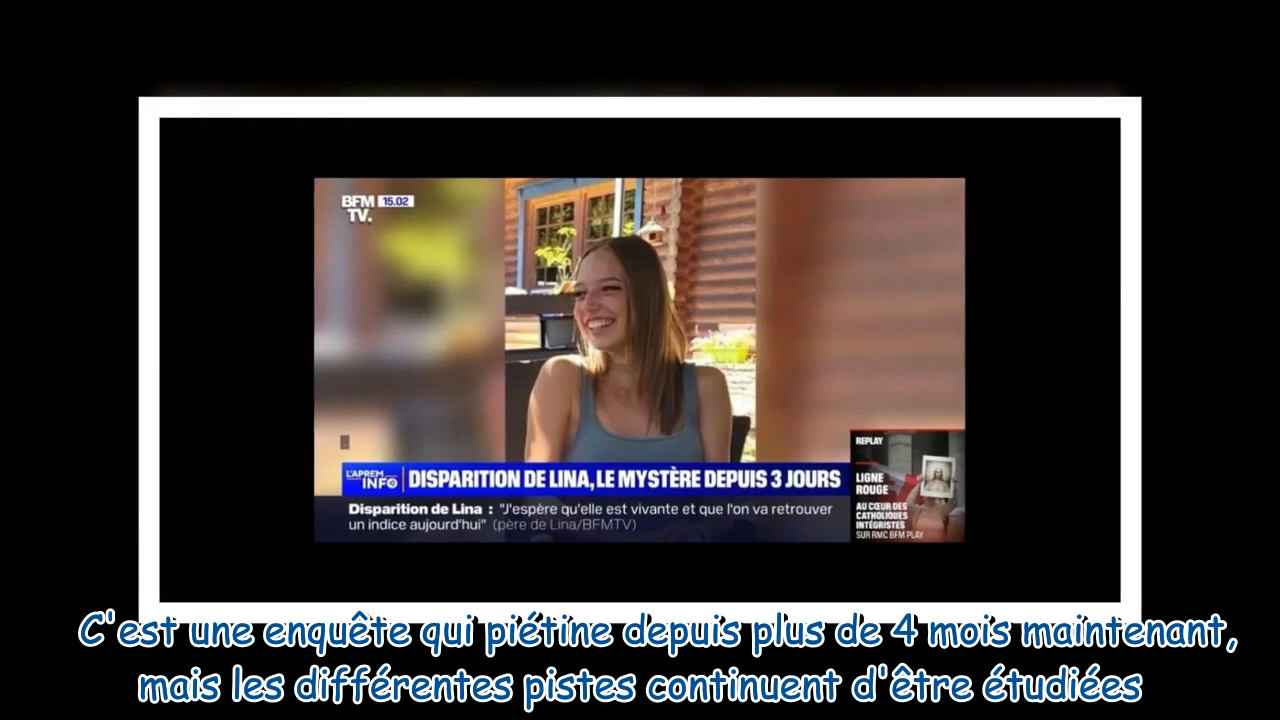 BFM 15.02
TV.
L'APREM INFO
DISPARITION DE LINA, LE MYSTÈRE DEPUIS 3 JOURS
Disparition de Lina : "J'espère qu'elle est vivante et que l'on va retrouver
un indice aujourd'hui" (père de Lina/BFMTV)
REPLAY
LIGNE
ROUGE
AU CŒUR DES
CATHOLIQUES
INTÉGRISTES
SUR RMC BFM PLAY
C'est une enquête qui piétine depuis plus de 4 mois maintenant,
mais les différentes pistes continuent d'être étudiées